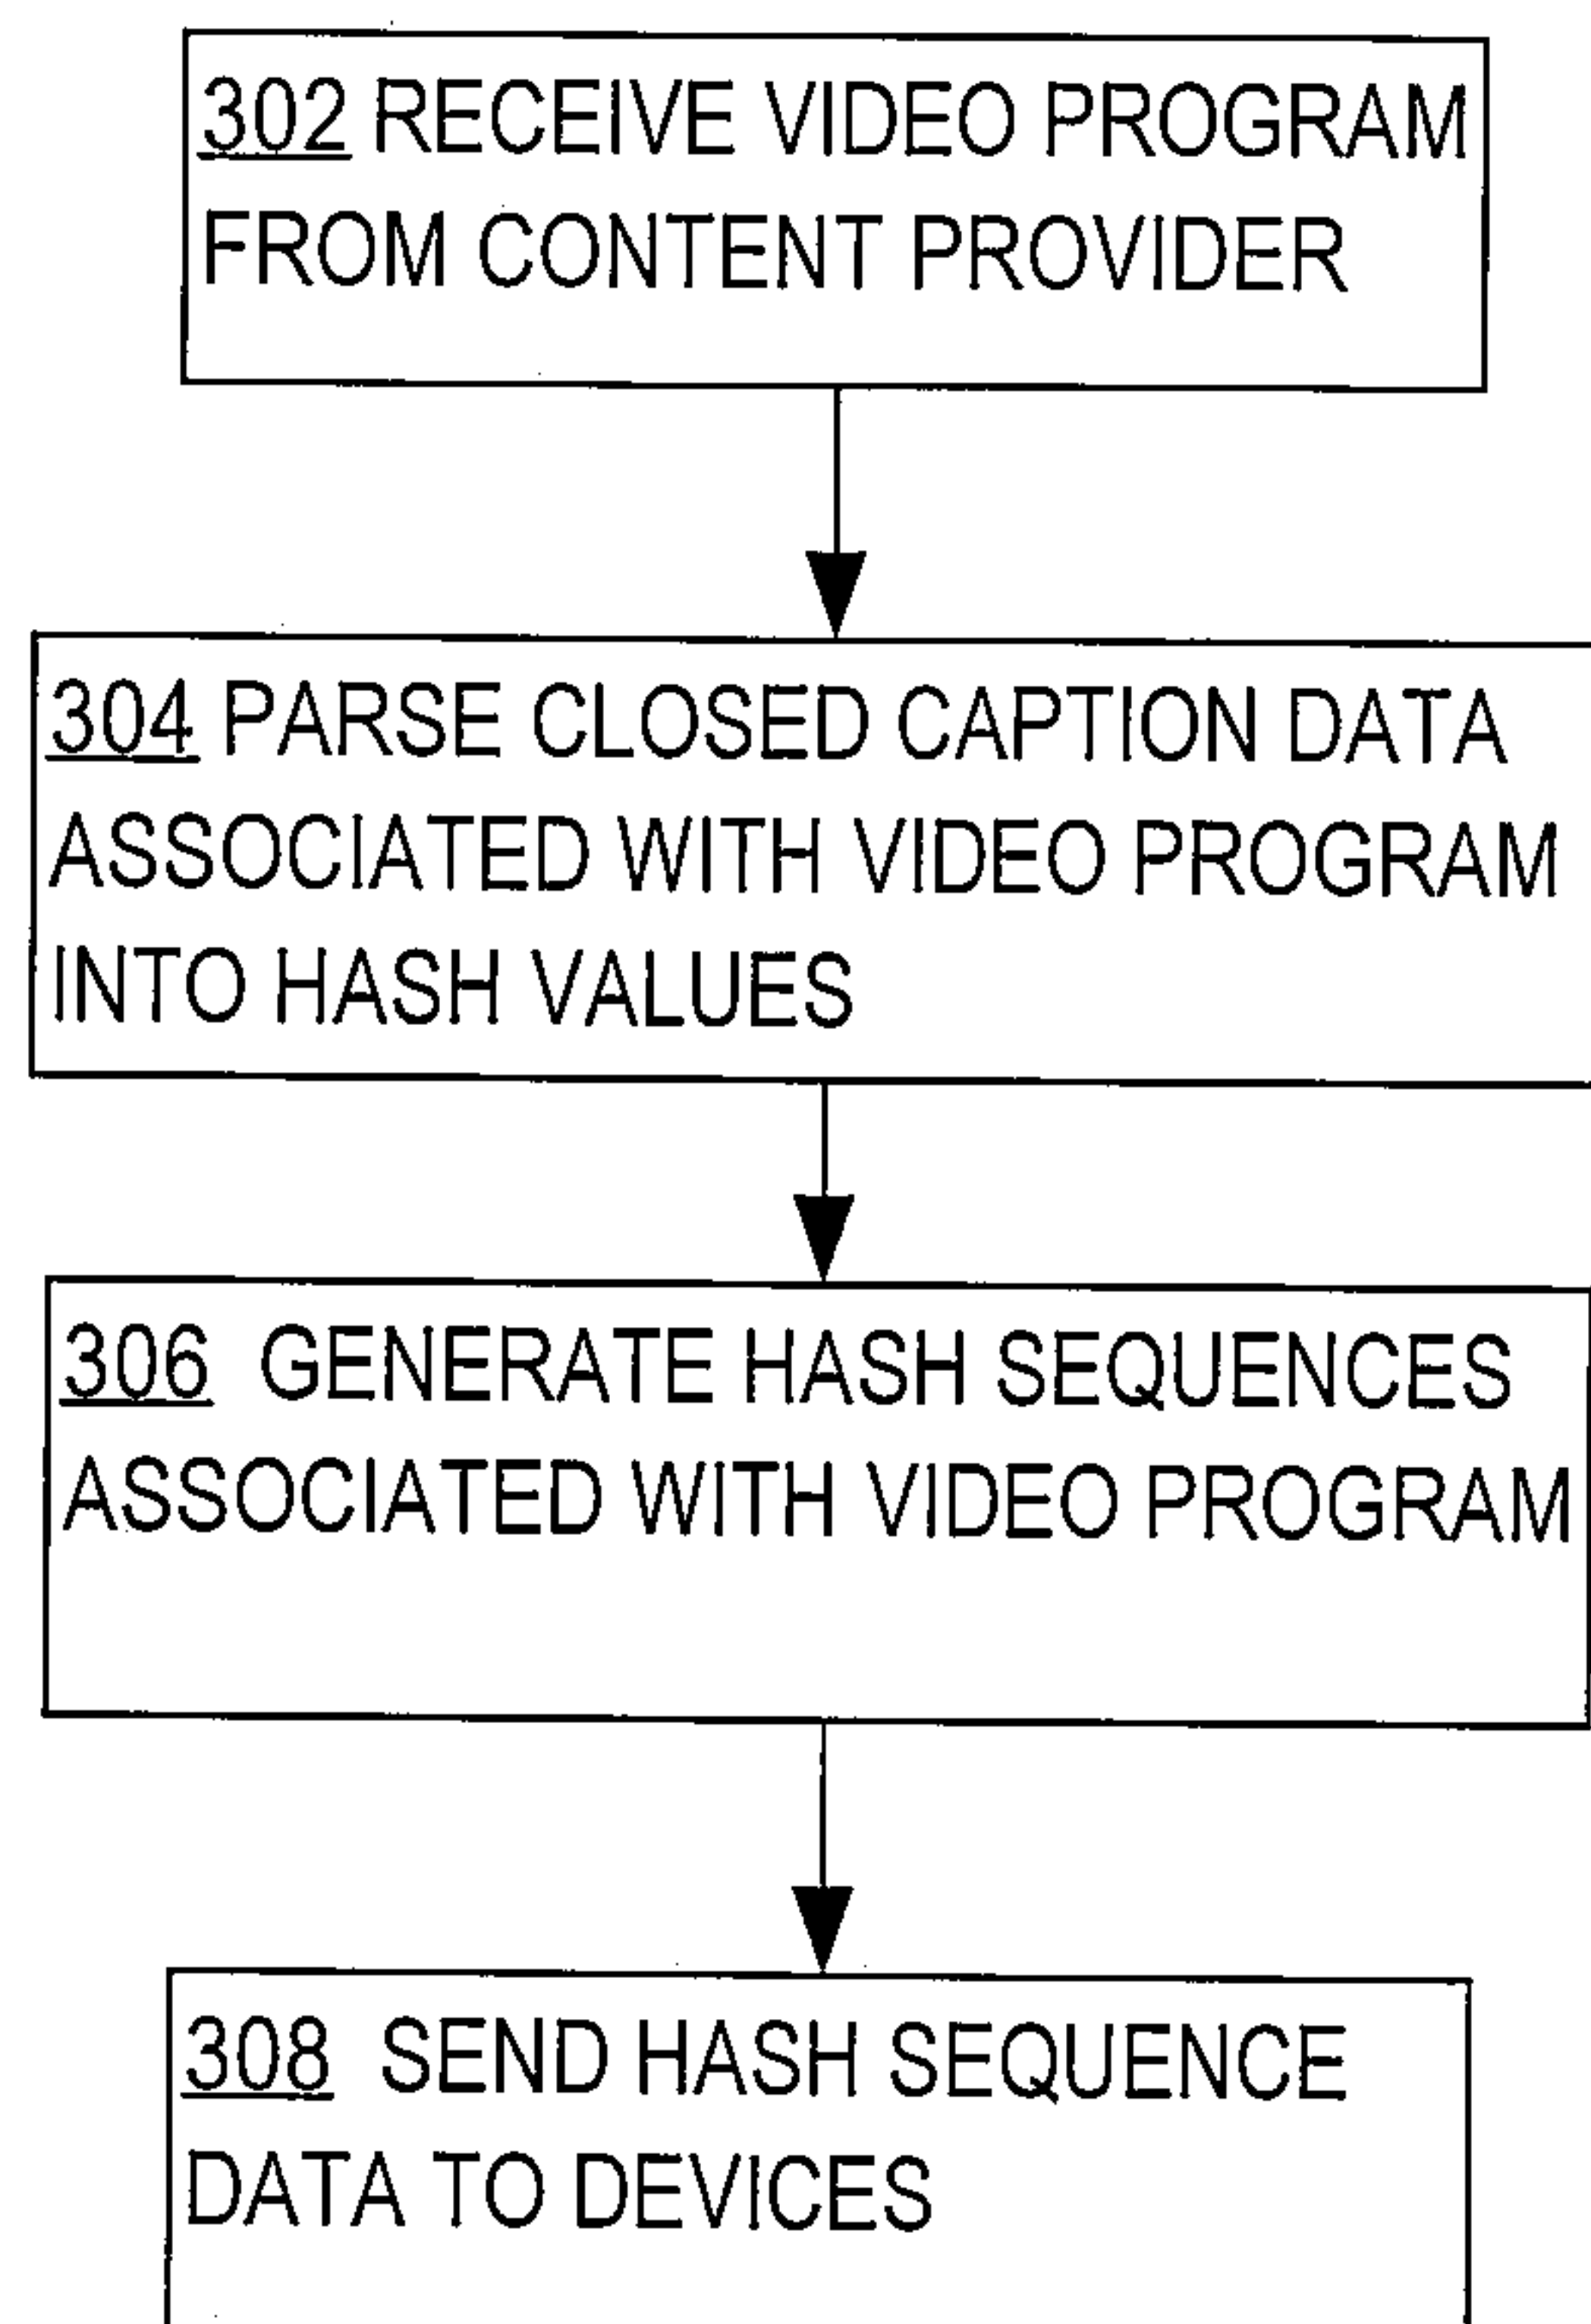 302 RECEIVE VIDEO PROGRAM
FROM CONTENT PROVIDER
304 PARSE CLOSED CAPTION DATA
ASSOCIATED WITH VIDEO PROGRAM
INTO HASH VALUES
306 GENERATE HASH SEQUENCES
ASSOCIATED WITH VIDEO PROGRAM
308 SEND HASH SEQUENCE
DATA TO DEVICES